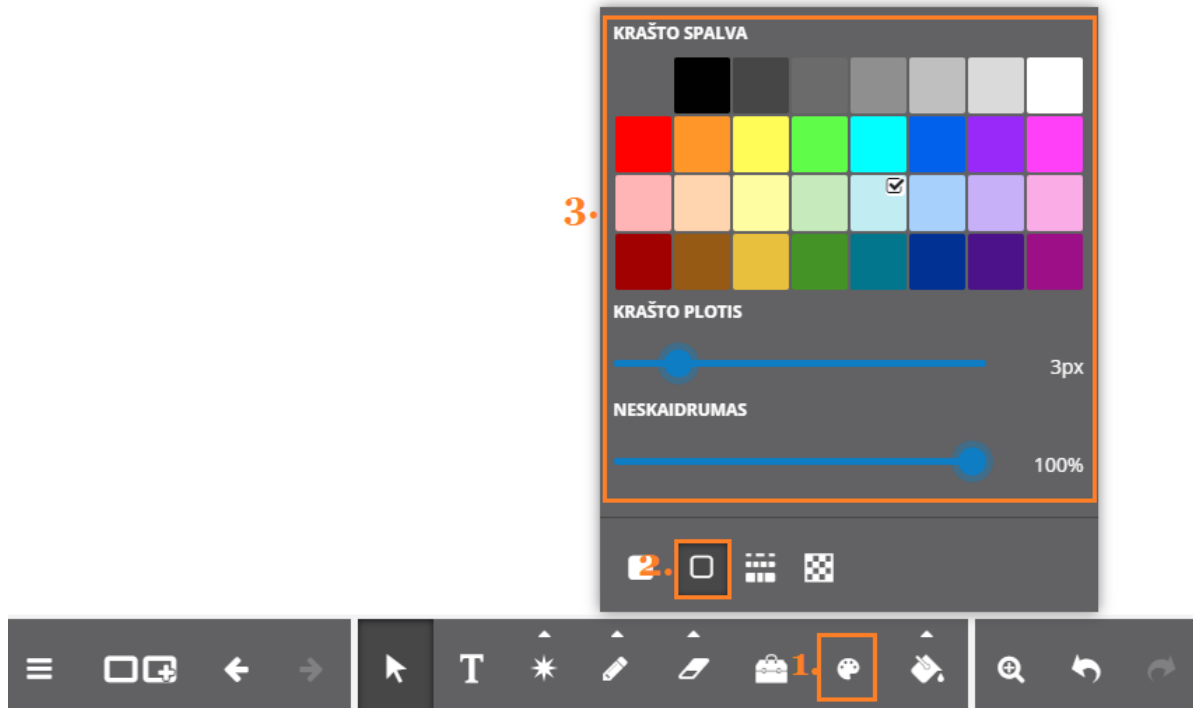 KRAŠTO SPALVA
3.
KRAŠTO PLOTIS
3px
NESKAIDRUMAS
100%
2.
T
1.